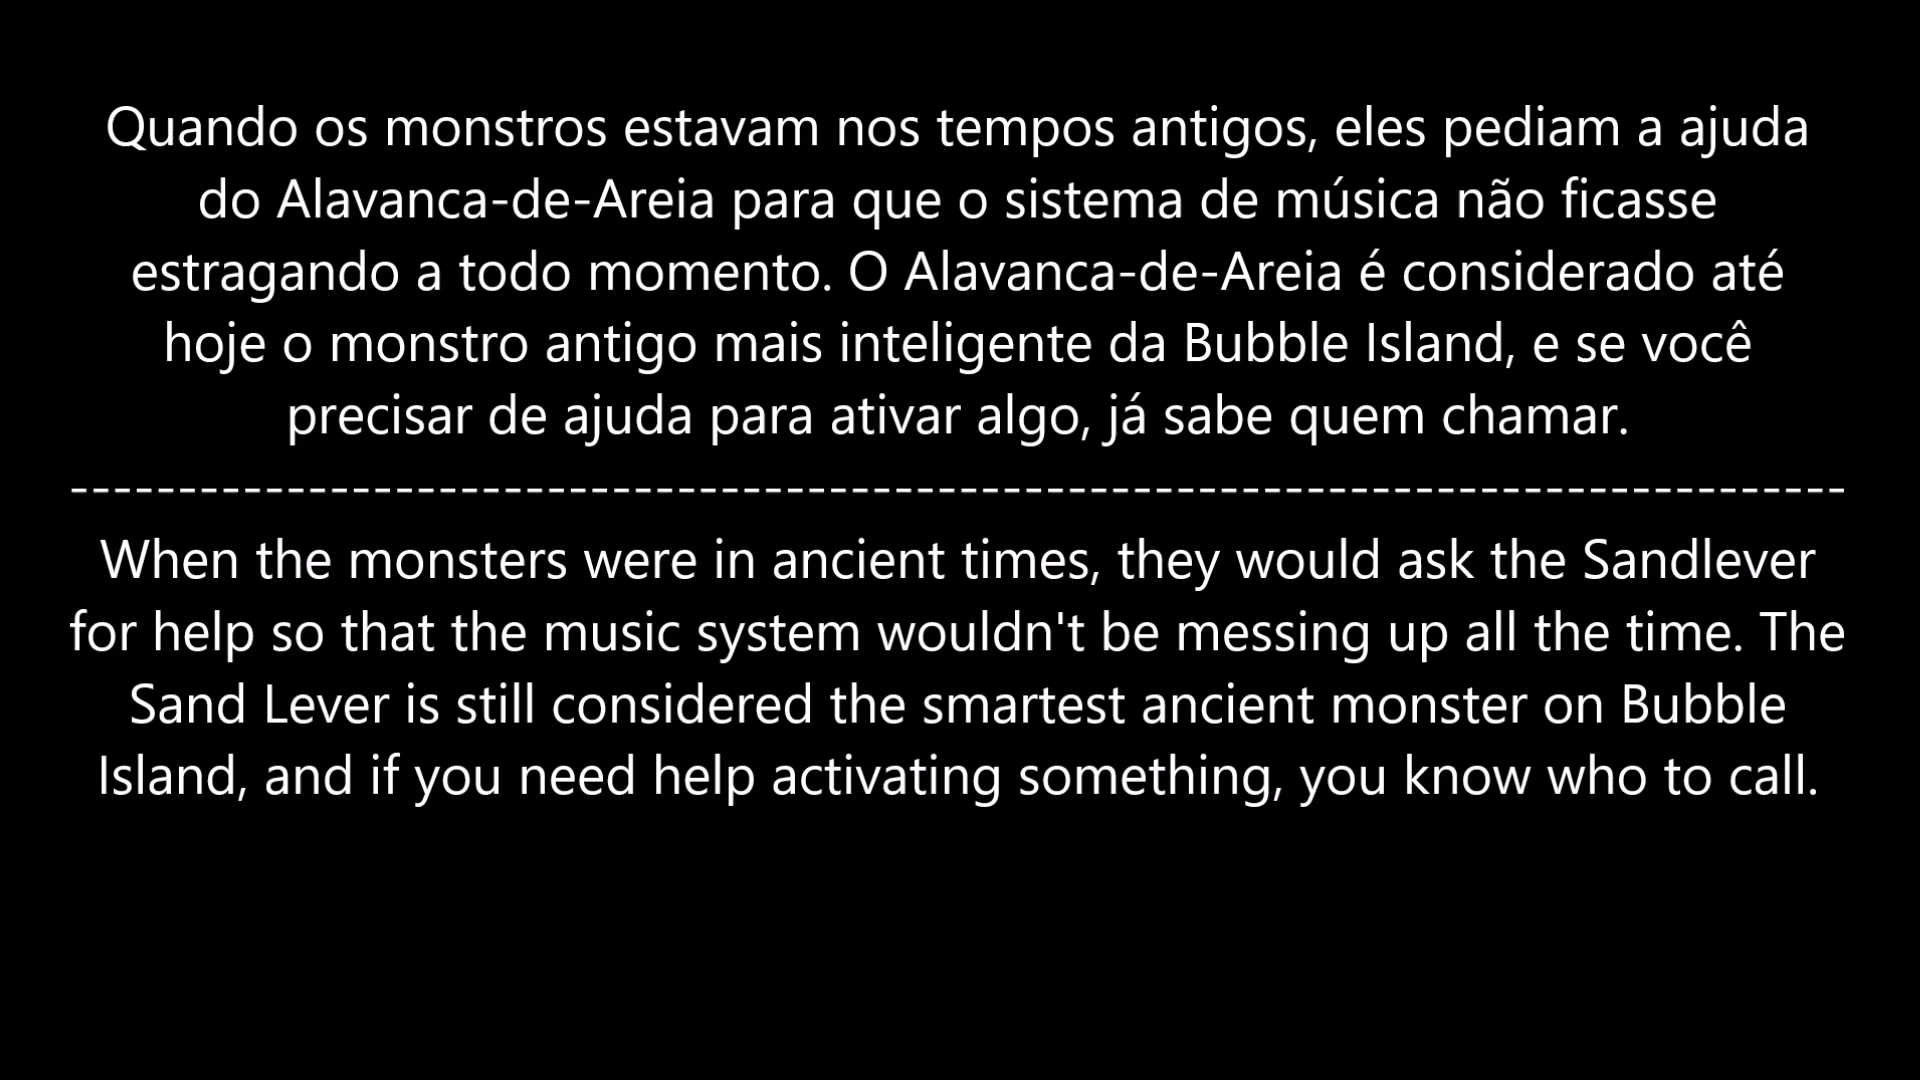 Quando os monstros estavam nos tempos antigos, eles pediam a ajuda
do Alavanca-de-Areia para que o sistema de música não ficasse
estragando a todo momento. O Alavanca-de-Areia é considerado até
hoje o monstro antigo mais inteligente da Bubble Island, e se você
precisar de ajuda para ativar algo, já sabe quem chamar.
----------------------------------------------------------------------------------
When the monsters were in ancient times, they would ask the Sandlever
for help so that the music system wouldn't be messing up all the time. The
Sand Lever is still considered the smartest ancient monster on Bubble
Island, and if you need help activating something, you know who to call.